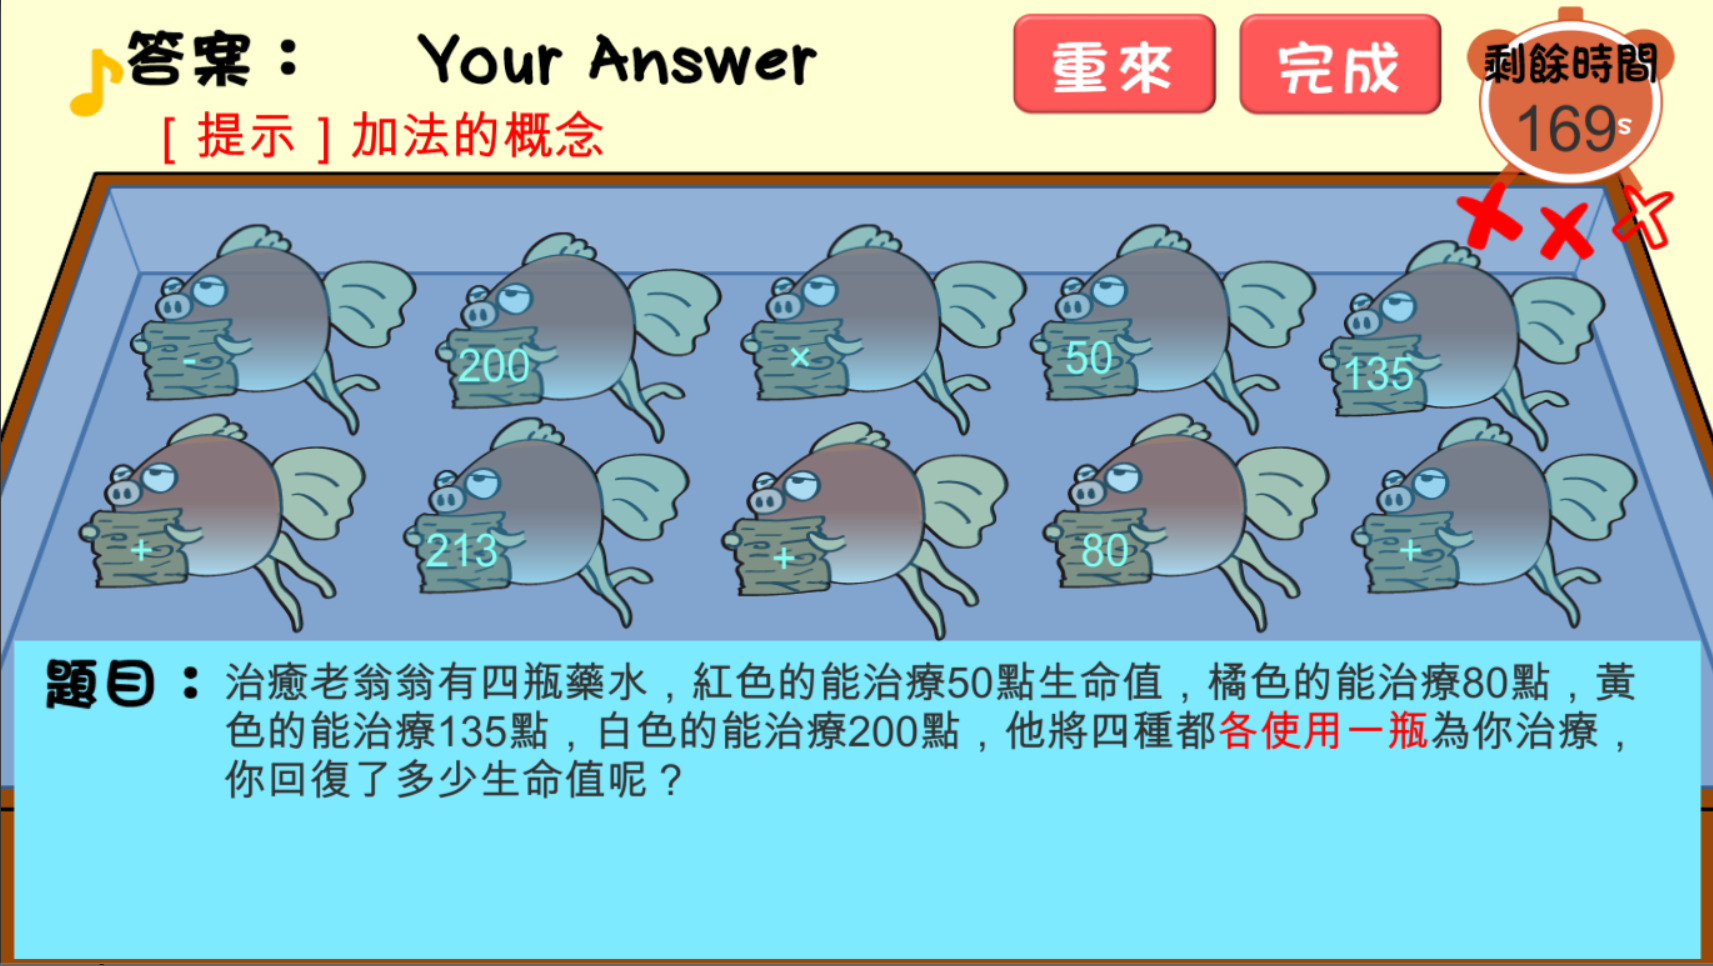 答案：
Your Answer
重來
完成
剩餘時間
169s
[ 提示 ] 加法的概念
-
200
×
50
135
+
213
+
80
+
題目：
治癒老翁翁有四瓶藥水，紅色的能治療50點生命值，橘色的能治療80點，黃
色的能治療135點，白色的能治療200點，他將四種都各使用一瓶為你治療，
你回復了多少生命值呢？